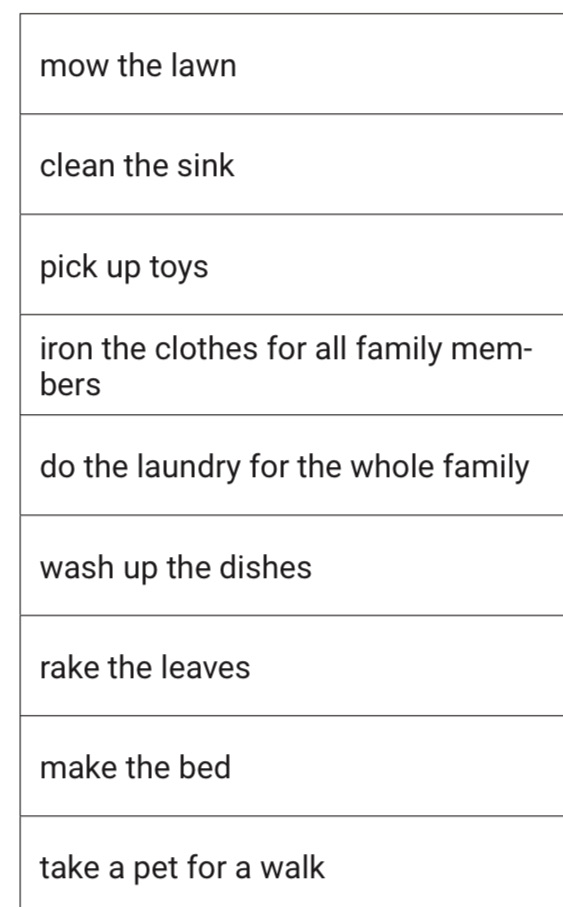 mow the lawn
clean the sink
pick up toys
iron the clothes for all family mem-
bers
do the laundry for the whole family
wash up the dishes
rake the leaves
make the bed
take a pet for a walk